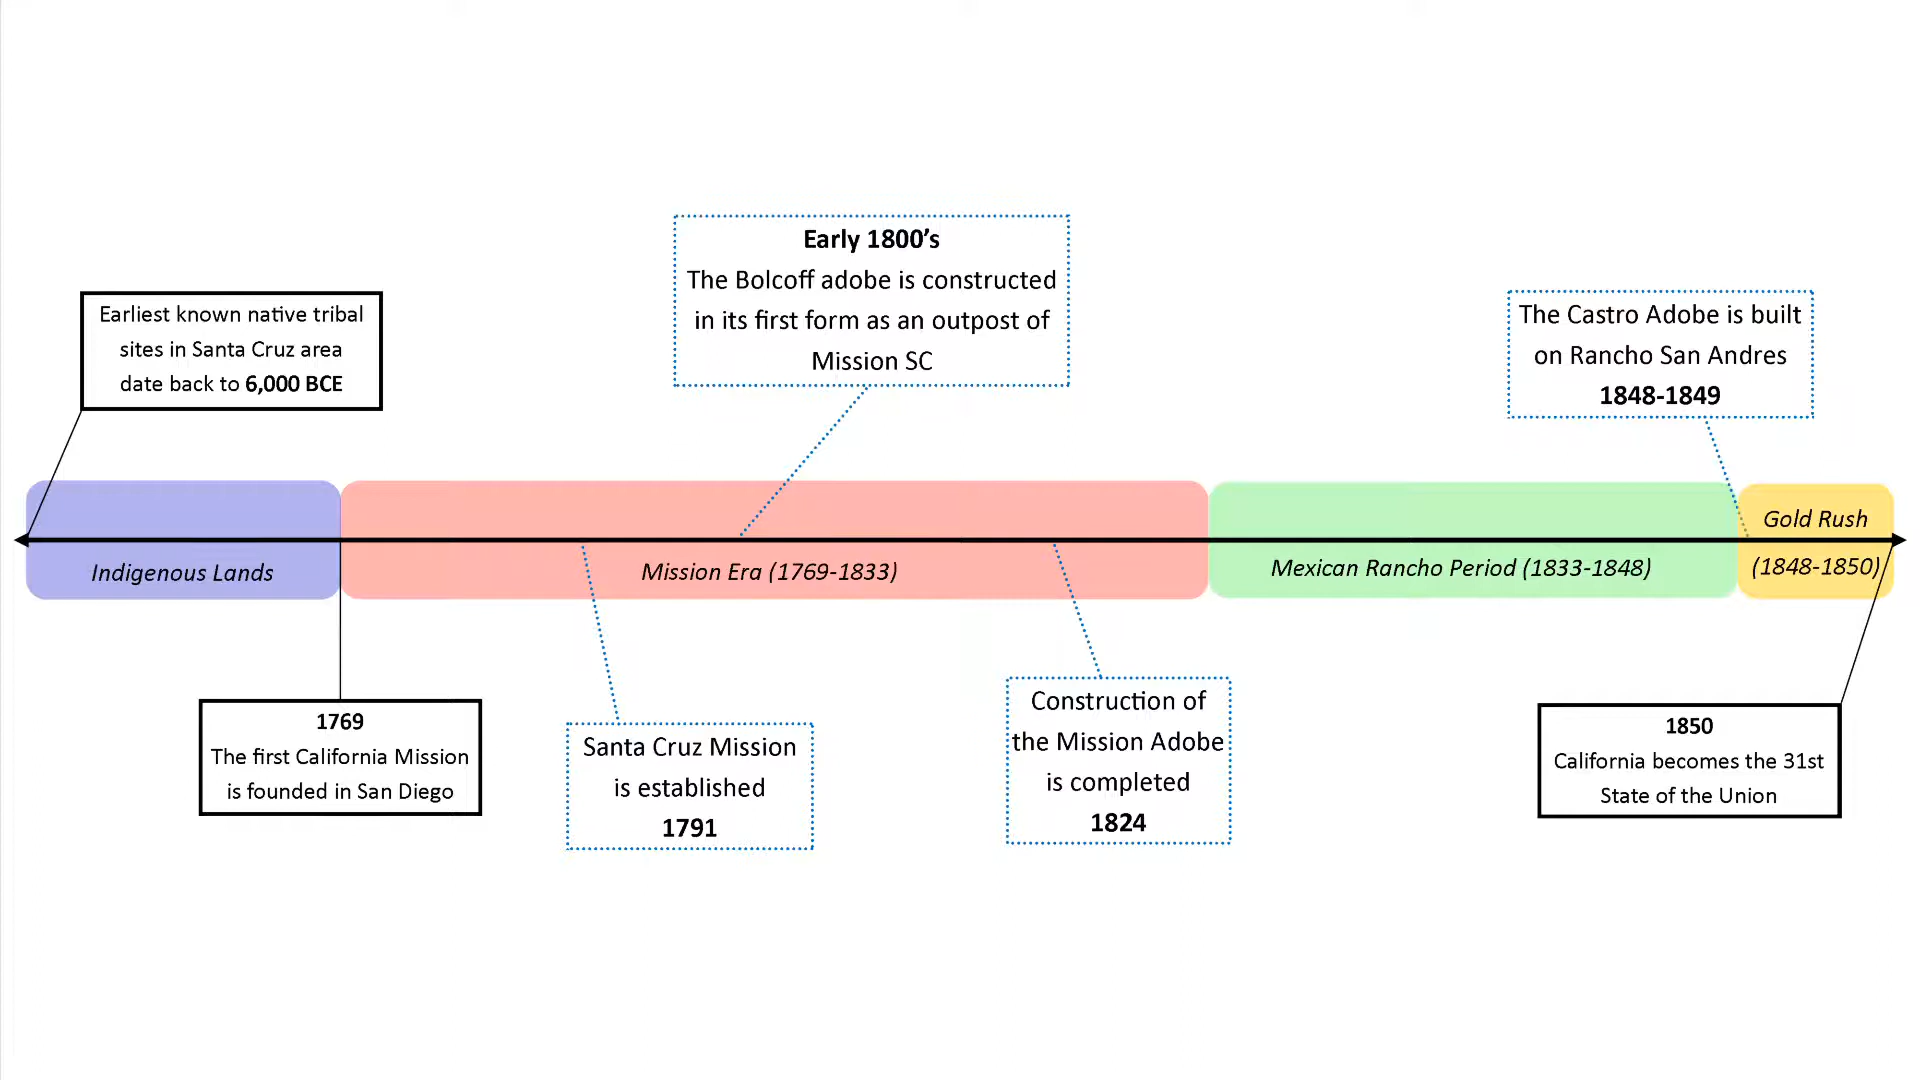 Early 1800’s
The Bolcoff adobe is constructed
in its first form as an outpost of
Mission SC
Earliest known native tribal
sites in Santa Cruz area
date back to 6,000 BCE
The Castro Adobe is built
on Rancho San Andres
1848-1849
Indigenous Lands
Mission Era (1769-1833)
Mexican Rancho Period (1833-1848)
Gold Rush
(1848-1850)
1769
The first California Mission
is founded in San Diego
Santa Cruz Mission
is established
1791
Construction of
the Mission Adobe
is completed
1824
1850
California becomes the 31st
State of the Union